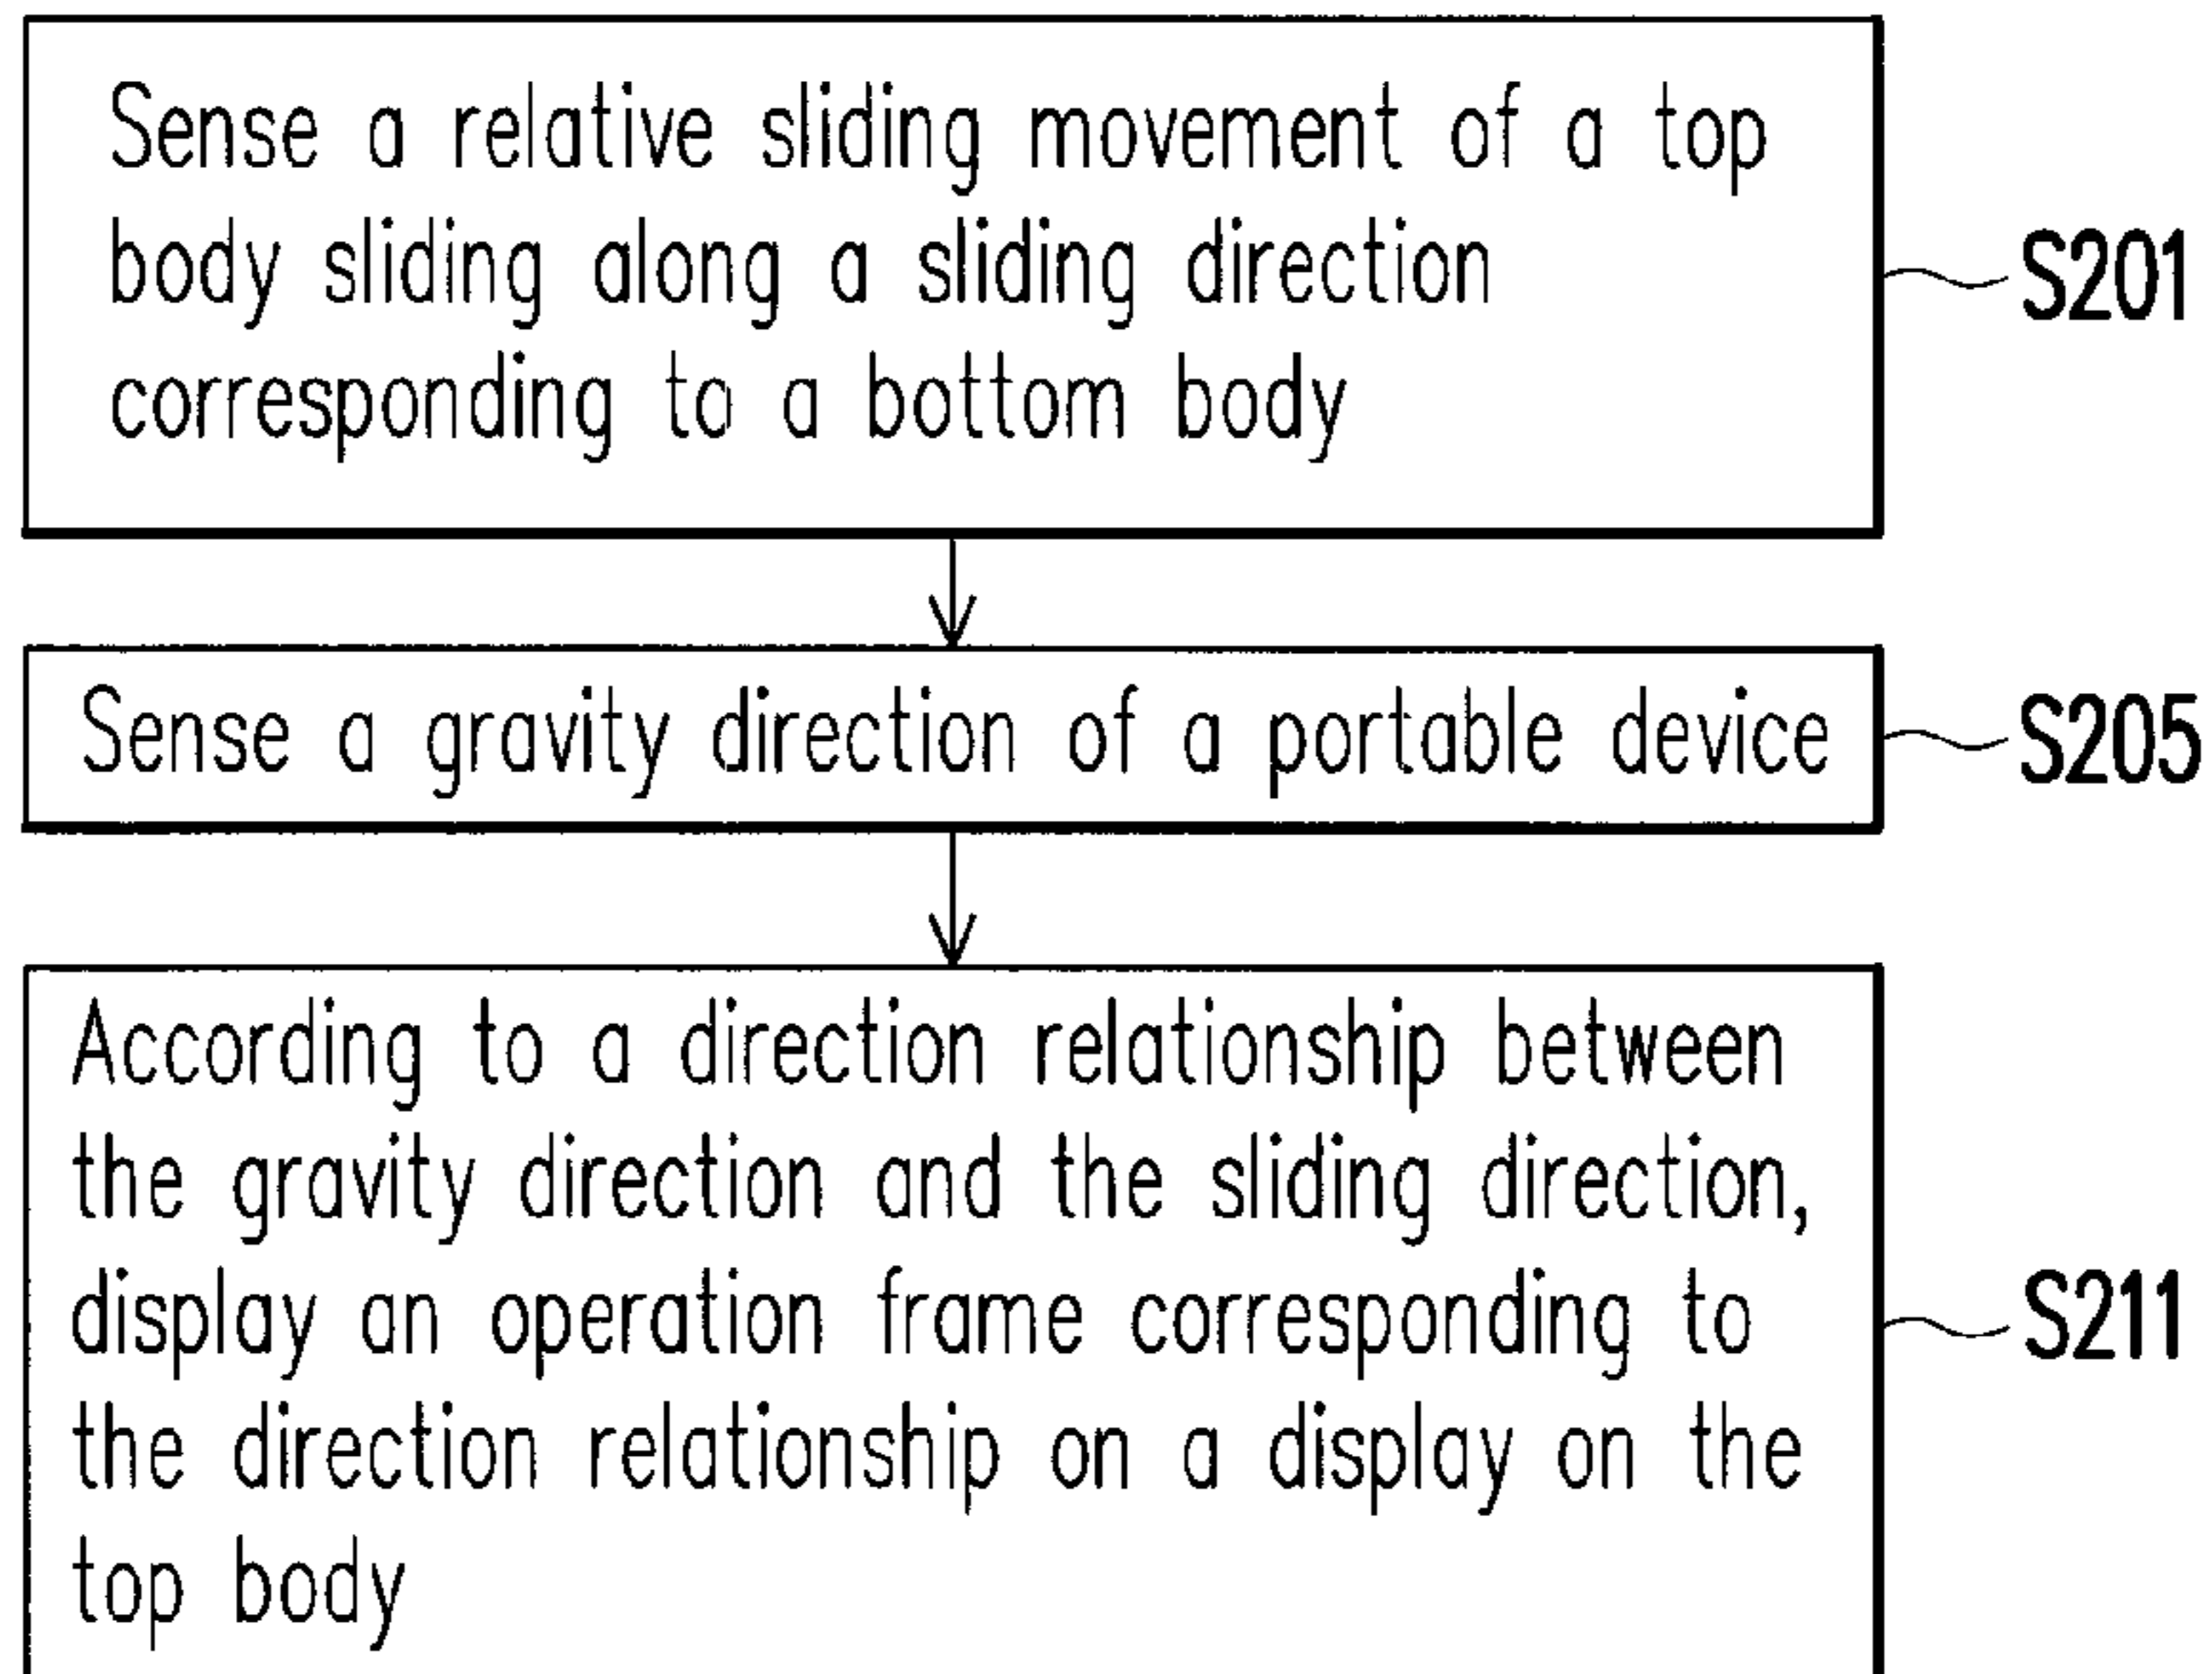 Sense a relative sliding movement of a top
body sliding along a sliding direction
corresponding to a bottom body
S201
Sense a gravity direction of a portable device
S205
According to a direction relationship between
the gravity direction and the sliding direction,
display an operation frame corresponding to
the direction relationship on a display on the
top body
S211